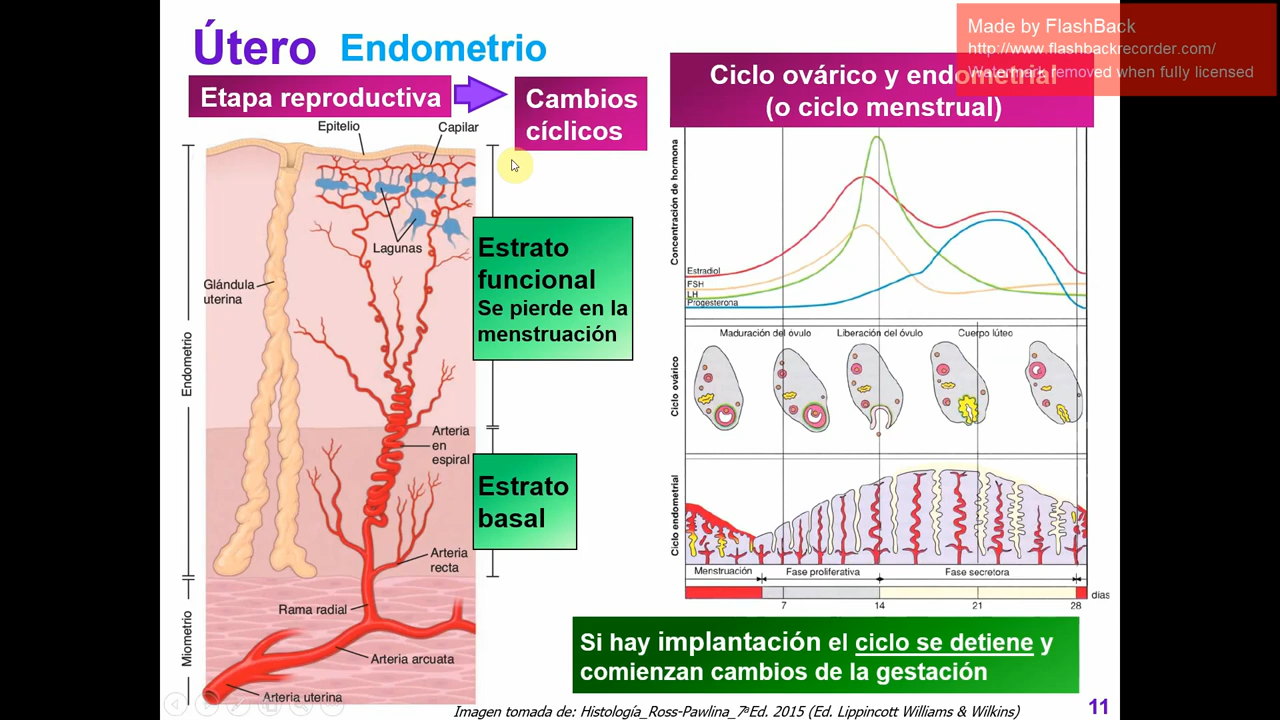 Útero Endometrio
Made by FlashBack
http://www.flashbackrecorder.com/
Watermark removed when fully licensed
Etapa reproductiva
Cambios
cíclicos
Ciclo ovárico y endometrial
(o ciclo menstrual)
Epitelio
Capilar
Lagunas
Glándula
uterina
Endometrio
Estrato
funcional
Se pierde en la
menstruación
Arteria
en
espiral
Estrato
basal
Arteria
recta
Rama radial
Miometrio
Arteria arcuata
Arteria uterina
Concentración de hormona
Estradiol
FSH
LH
Progesterona
Maduración del óvulo
Liberación del óvulo
Cuerpo lúteo
Ciclo ovárico
Ciclo endometrial
Menstruación
Fase proliferativa
Fase secretora
7
14
21
28
días
Si hay implantación el ciclo se detiene y
comienzan cambios de la gestación
Imagen tomada de: Histología_Ross-Pawlina_7ªEd. 2015 (Ed. Lippincott Williams & Wilkins)
11